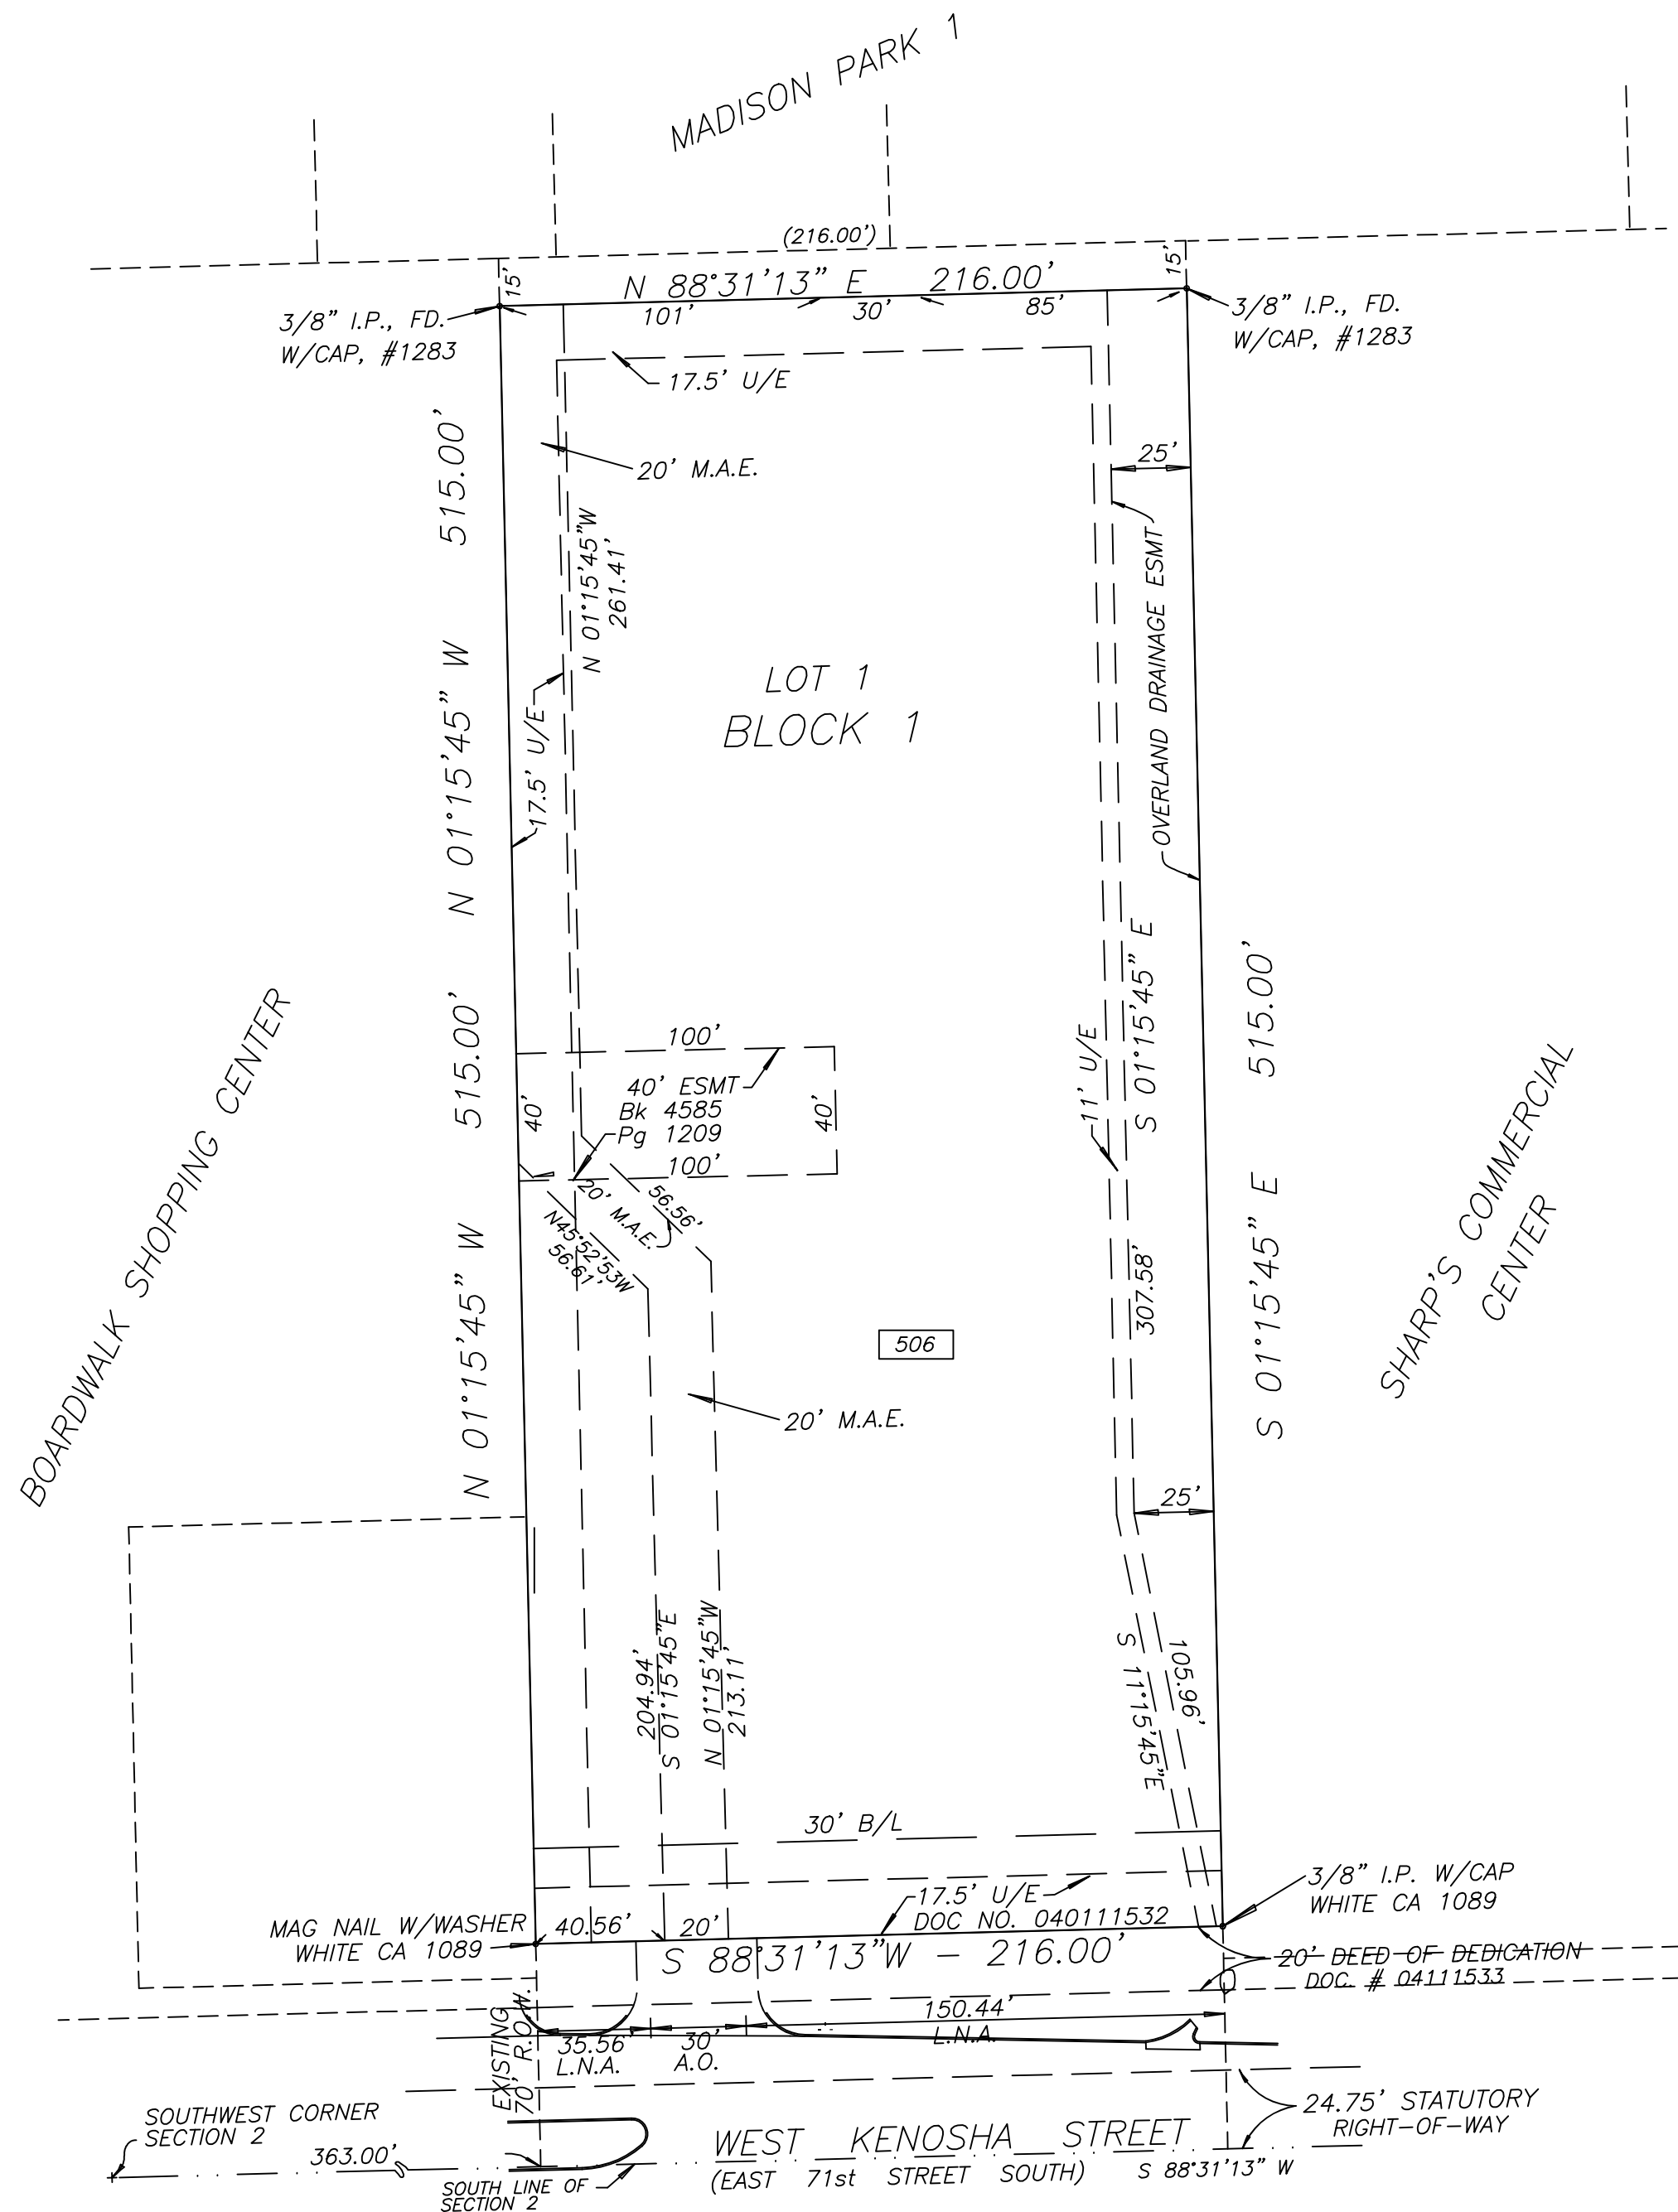 MADISON PARK 1
(216.00')
15'
N 88°31'13" E 216.00'
15'
101'
30'
85'
3/8" I.P., FD.
W/CAP, #1283
3/8" I.P., FD.
W/CAP, #1283
17.5' U/E
20' M.A.E.
25'
N 01°15'45" W 515.00'
N 01°15'45"W
261.41'
OVERLAND DRAINAGE ESMT
LOT 1
BLOCK 1
17.5' U/E
S 01°15'45" E
BOARDWALK SHOPPING CENTER
N 01°15'45" W 515.00'
100'
40' ESMT
Bk 4585
Pg 1209
40'
40'
100'
11' U/E
S 01°15'45" E 515.00'
SHARP'S COMMERCIAL
CENTER
20' M.A.E.
56.56'
N45°52'53W
56.61'
307.58'
506
20' M.A.E.
25'
204.94'
S 01°15'45"E
N 01°15'45"W
213.11'
105.96'
S 11°15'45"E
30' B/L
17.5' U/E
DOC NO. 040111532
3/8" I.P. W/CAP
WHITE CA 1089
MAG NAIL W/WASHER
WHITE CA 1089
40.56'
20'
S 88°31'13"W - 216.00'
20' DEED OF DEDICATION
DOC. # 04111533
EXISTING
70' R.O.W.
35.56'
L.N.A.
30'
A.O.
150.44'
L.N.A.
24.75' STATUTORY
RIGHT-OF-WAY
SOUTHWEST CORNER
SECTION 2
363.00'
WEST KENOSHA STREET
(EAST 71st STREET SOUTH)
S 88°31'13" W
SOUTH LINE OF
SECTION 2